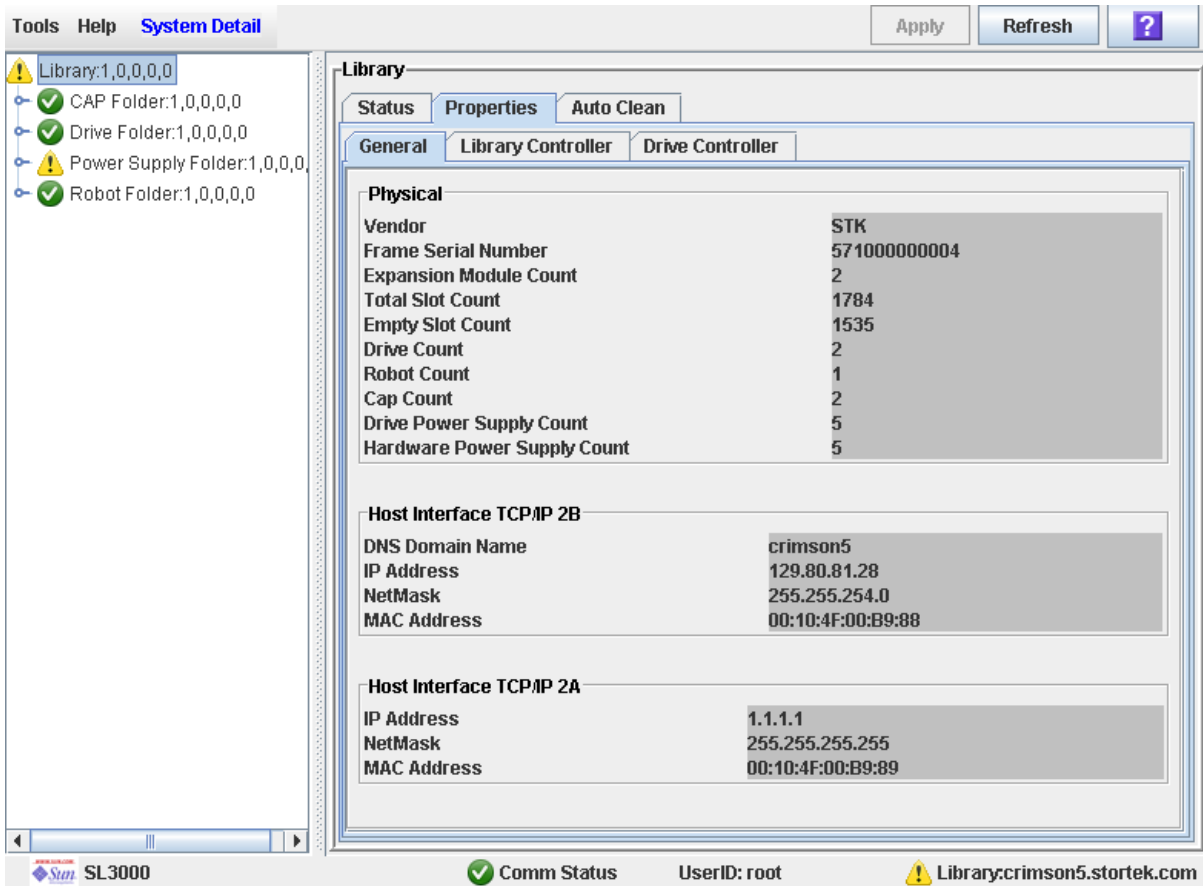 Tools Help System Detail Apply Refresh ?
Library:1,0,0,0,0
CAP Folder:1,0,0,0,0
Drive Folder:1,0,0,0,0
Power Supply Folder:1,0,0,0,
Robot Folder:1,0,0,0,0
Library
Status Properties Auto Clean
General Library Controller Drive Controller
Physical
Vendor STK
Frame Serial Number 571000000004
Expansion Module Count 2
Total Slot Count 1784
Empty Slot Count 1535
Drive Count 2
Robot Count 1
Cap Count 2
Drive Power Supply Count 5
Hardware Power Supply Count 5
Host Interface TCP/IP 2B
DNS Domain Name crimson5
IP Address 129.80.81.28
NetMask 255.255.254.0
MAC Address 00:10:4F:00:B9:88
Host Interface TCP/IP 2A
IP Address 1.1.1.1
NetMask 255.255.255.255
MAC Address 00:10:4F:00:B9:89
Sun SL3000 Comm Status UserID: root Library:crimson5.stortek.com